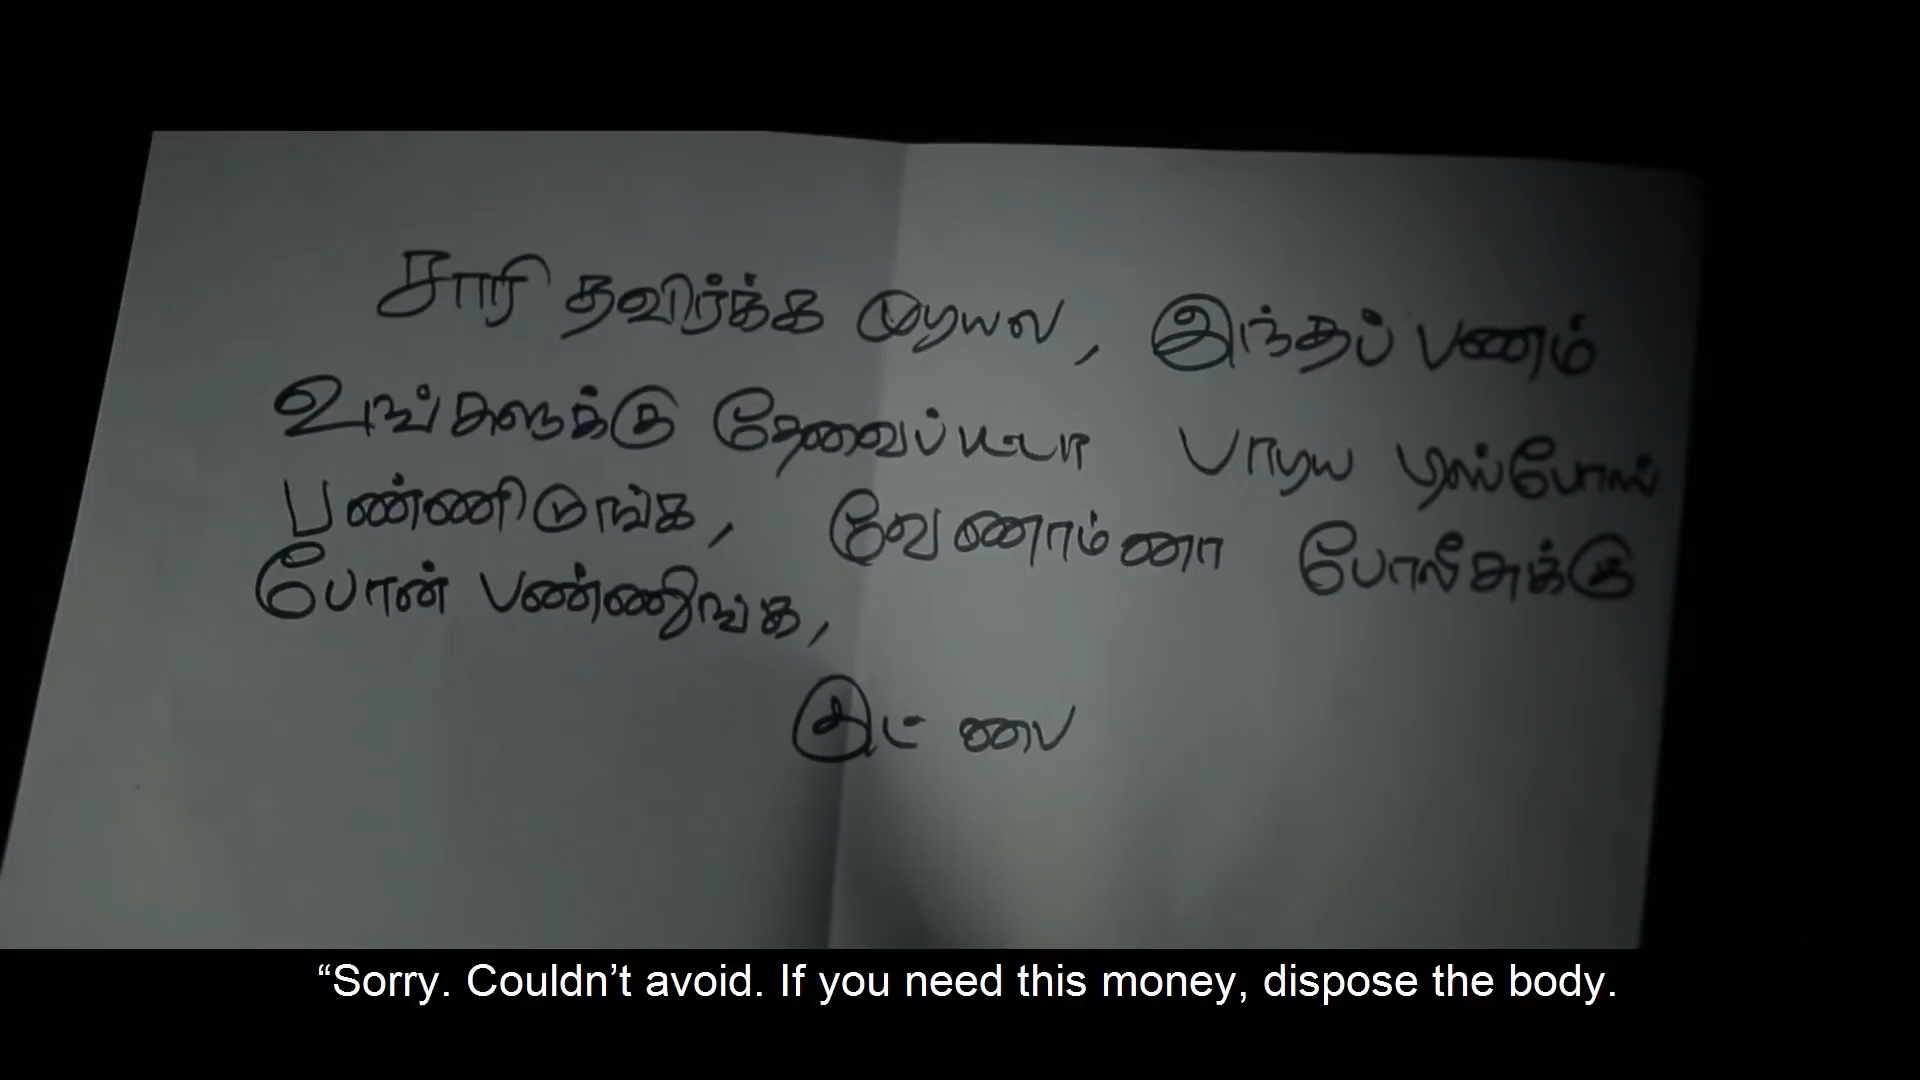 சாரி தவிர்க்க முடியல, இந்தப் பணம்
உங்களுக்கு தேவைப்பட்டா பாடிய டிஸ்போஸ்
பண்ணிடுங்க, வேணாம்னா போலீசுக்கு
போன் பண்ணுங்க,
“Sorry. Couldn’t avoid. If you need this money, dispose the body.